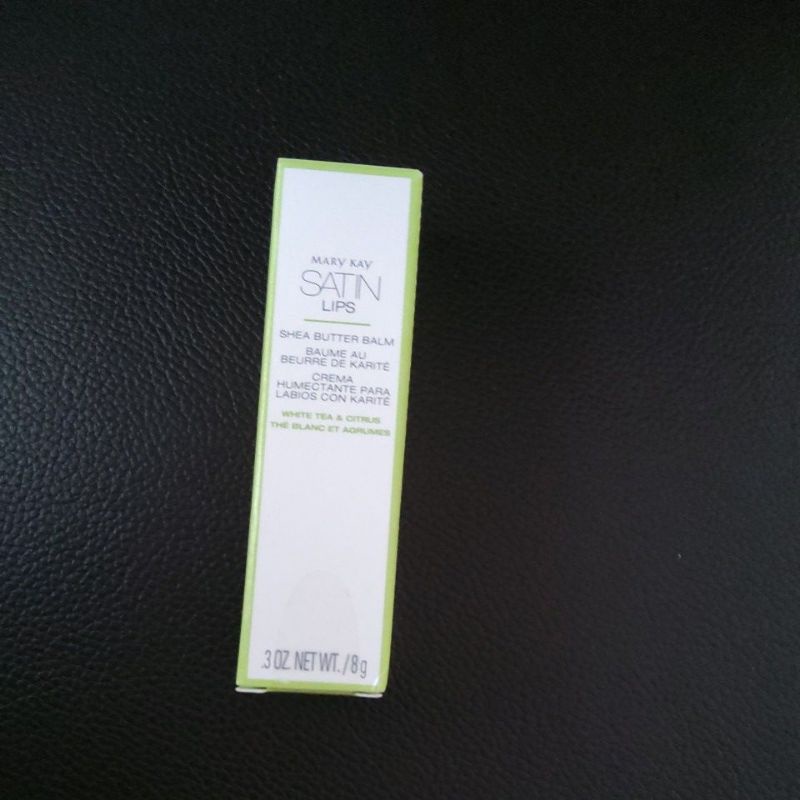 MARY KAY
SATIN
LIPS
SHEA BUTTER BALM
BAUME AU
BEURRE DE KARITÉ
CREMA
HUMECTANTE PARA
LABIOS CON KARITÉ
WHITE TEA & CITRUS
THÉ BLANC ET AGRUMES
.3 OZ. NET WT. / 8 g